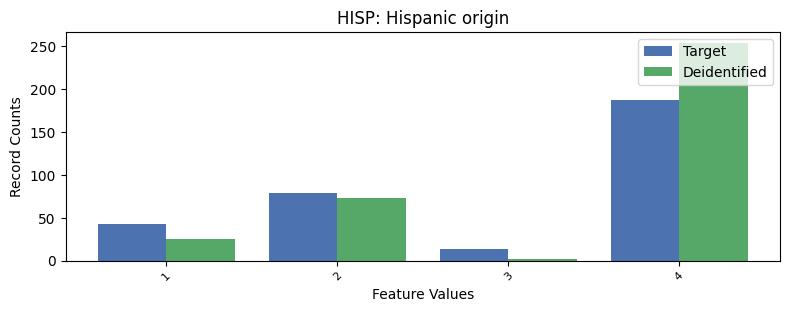 HISP: Hispanic origin
Target
Deidentified
Record Counts
250
200
150
100
50
0
1
2
3
4
Feature Values